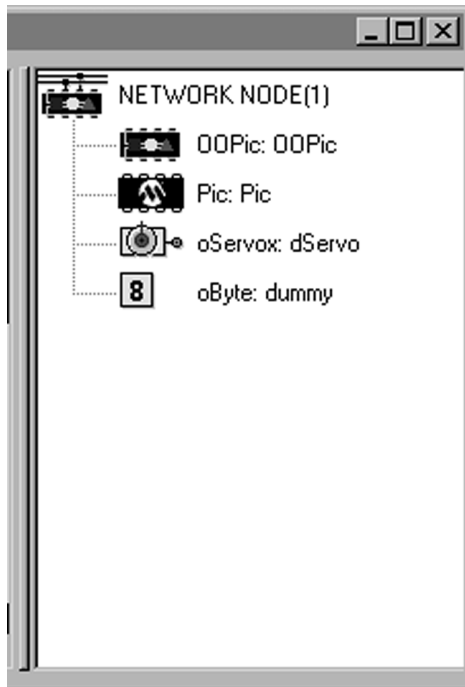 NETWORK NODE(1)
OOPic: OOPic
Pic: Pic
oServox: dServo
8 oByte: dummy